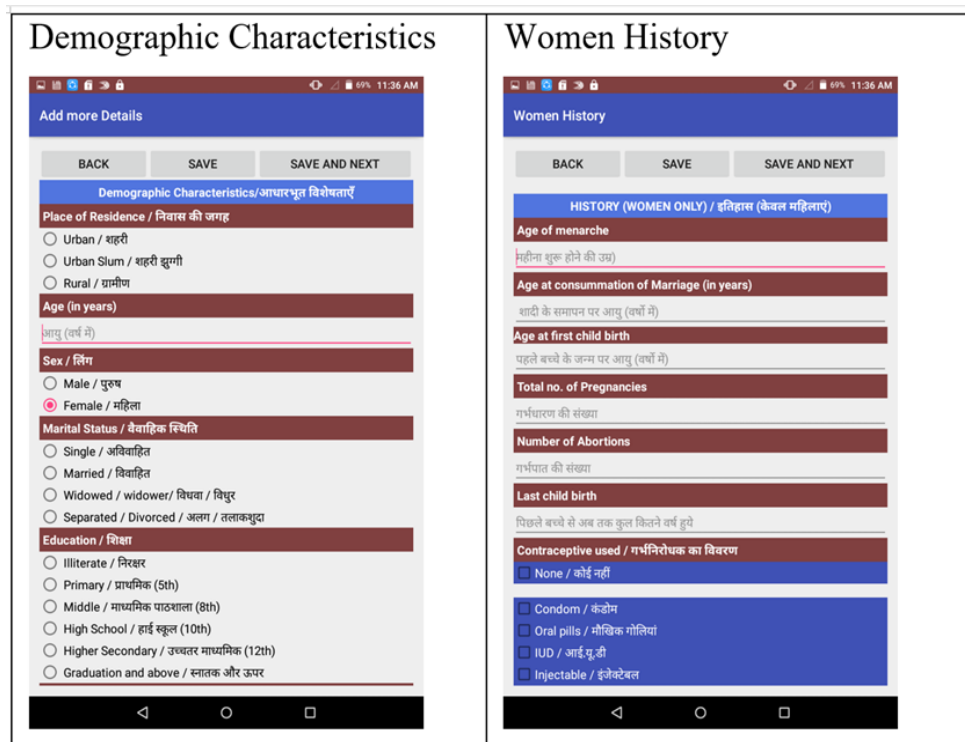 Demographic Characteristics
69% 11:36 AM
Add more Details
BACK SAVE SAVE AND NEXT
Demographic Characteristics/आधारभूत विशेषताएँ
Place of Residence / निवास की जगह
Urban / शहरी
Urban Slum / शहरी झुग्गी
Rural / ग्रामीण
Age (in years)
आयु (वर्ष में)
Sex / लिंग
Male / पुरुष
Female / महिला
Marital Status / वैवाहिक स्थिति
Single / अविवाहित
Married / विवाहित
Widowed / widower/ विधवा / विधुर
Separated / Divorced / अलग / तलाकशुदा
Education / शिक्षा
Illiterate / निरक्षर
Primary / प्राथमिक (5th)
Middle / माध्यमिक पाठशाला (8th)
High School / हाई स्कूल (10th)
Higher Secondary / उच्चतर माध्यमिक (12th)
Graduation and above / स्नातक और ऊपर
Women History
69% 11:36 AM
Women History
BACK SAVE SAVE AND NEXT
HISTORY (WOMEN ONLY) / इतिहास (केवल महिलाएं)
Age of menarche
महीना शुरू होने की उम्र)
Age at consummation of Marriage (in years)
शादी के समापन पर आयु (वर्षो में)
Age at first child birth
पहले बच्चे के जन्म पर आयु (वर्षो में)
Total no. of Pregnancies
गर्भधारण की संख्या
Number of Abortions
गर्भपात की संख्या
Last child birth
पिछले बच्चे से अब तक कुल कितने वर्ष हुये
Contraceptive used / गर्भनिरोधक का विवरण
None / कोई नहीं
Condom / कंडोम
Oral pills / मौखिक गोलियां
IUD / आई.यू.डी
Injectable / इंजेक्टेबल